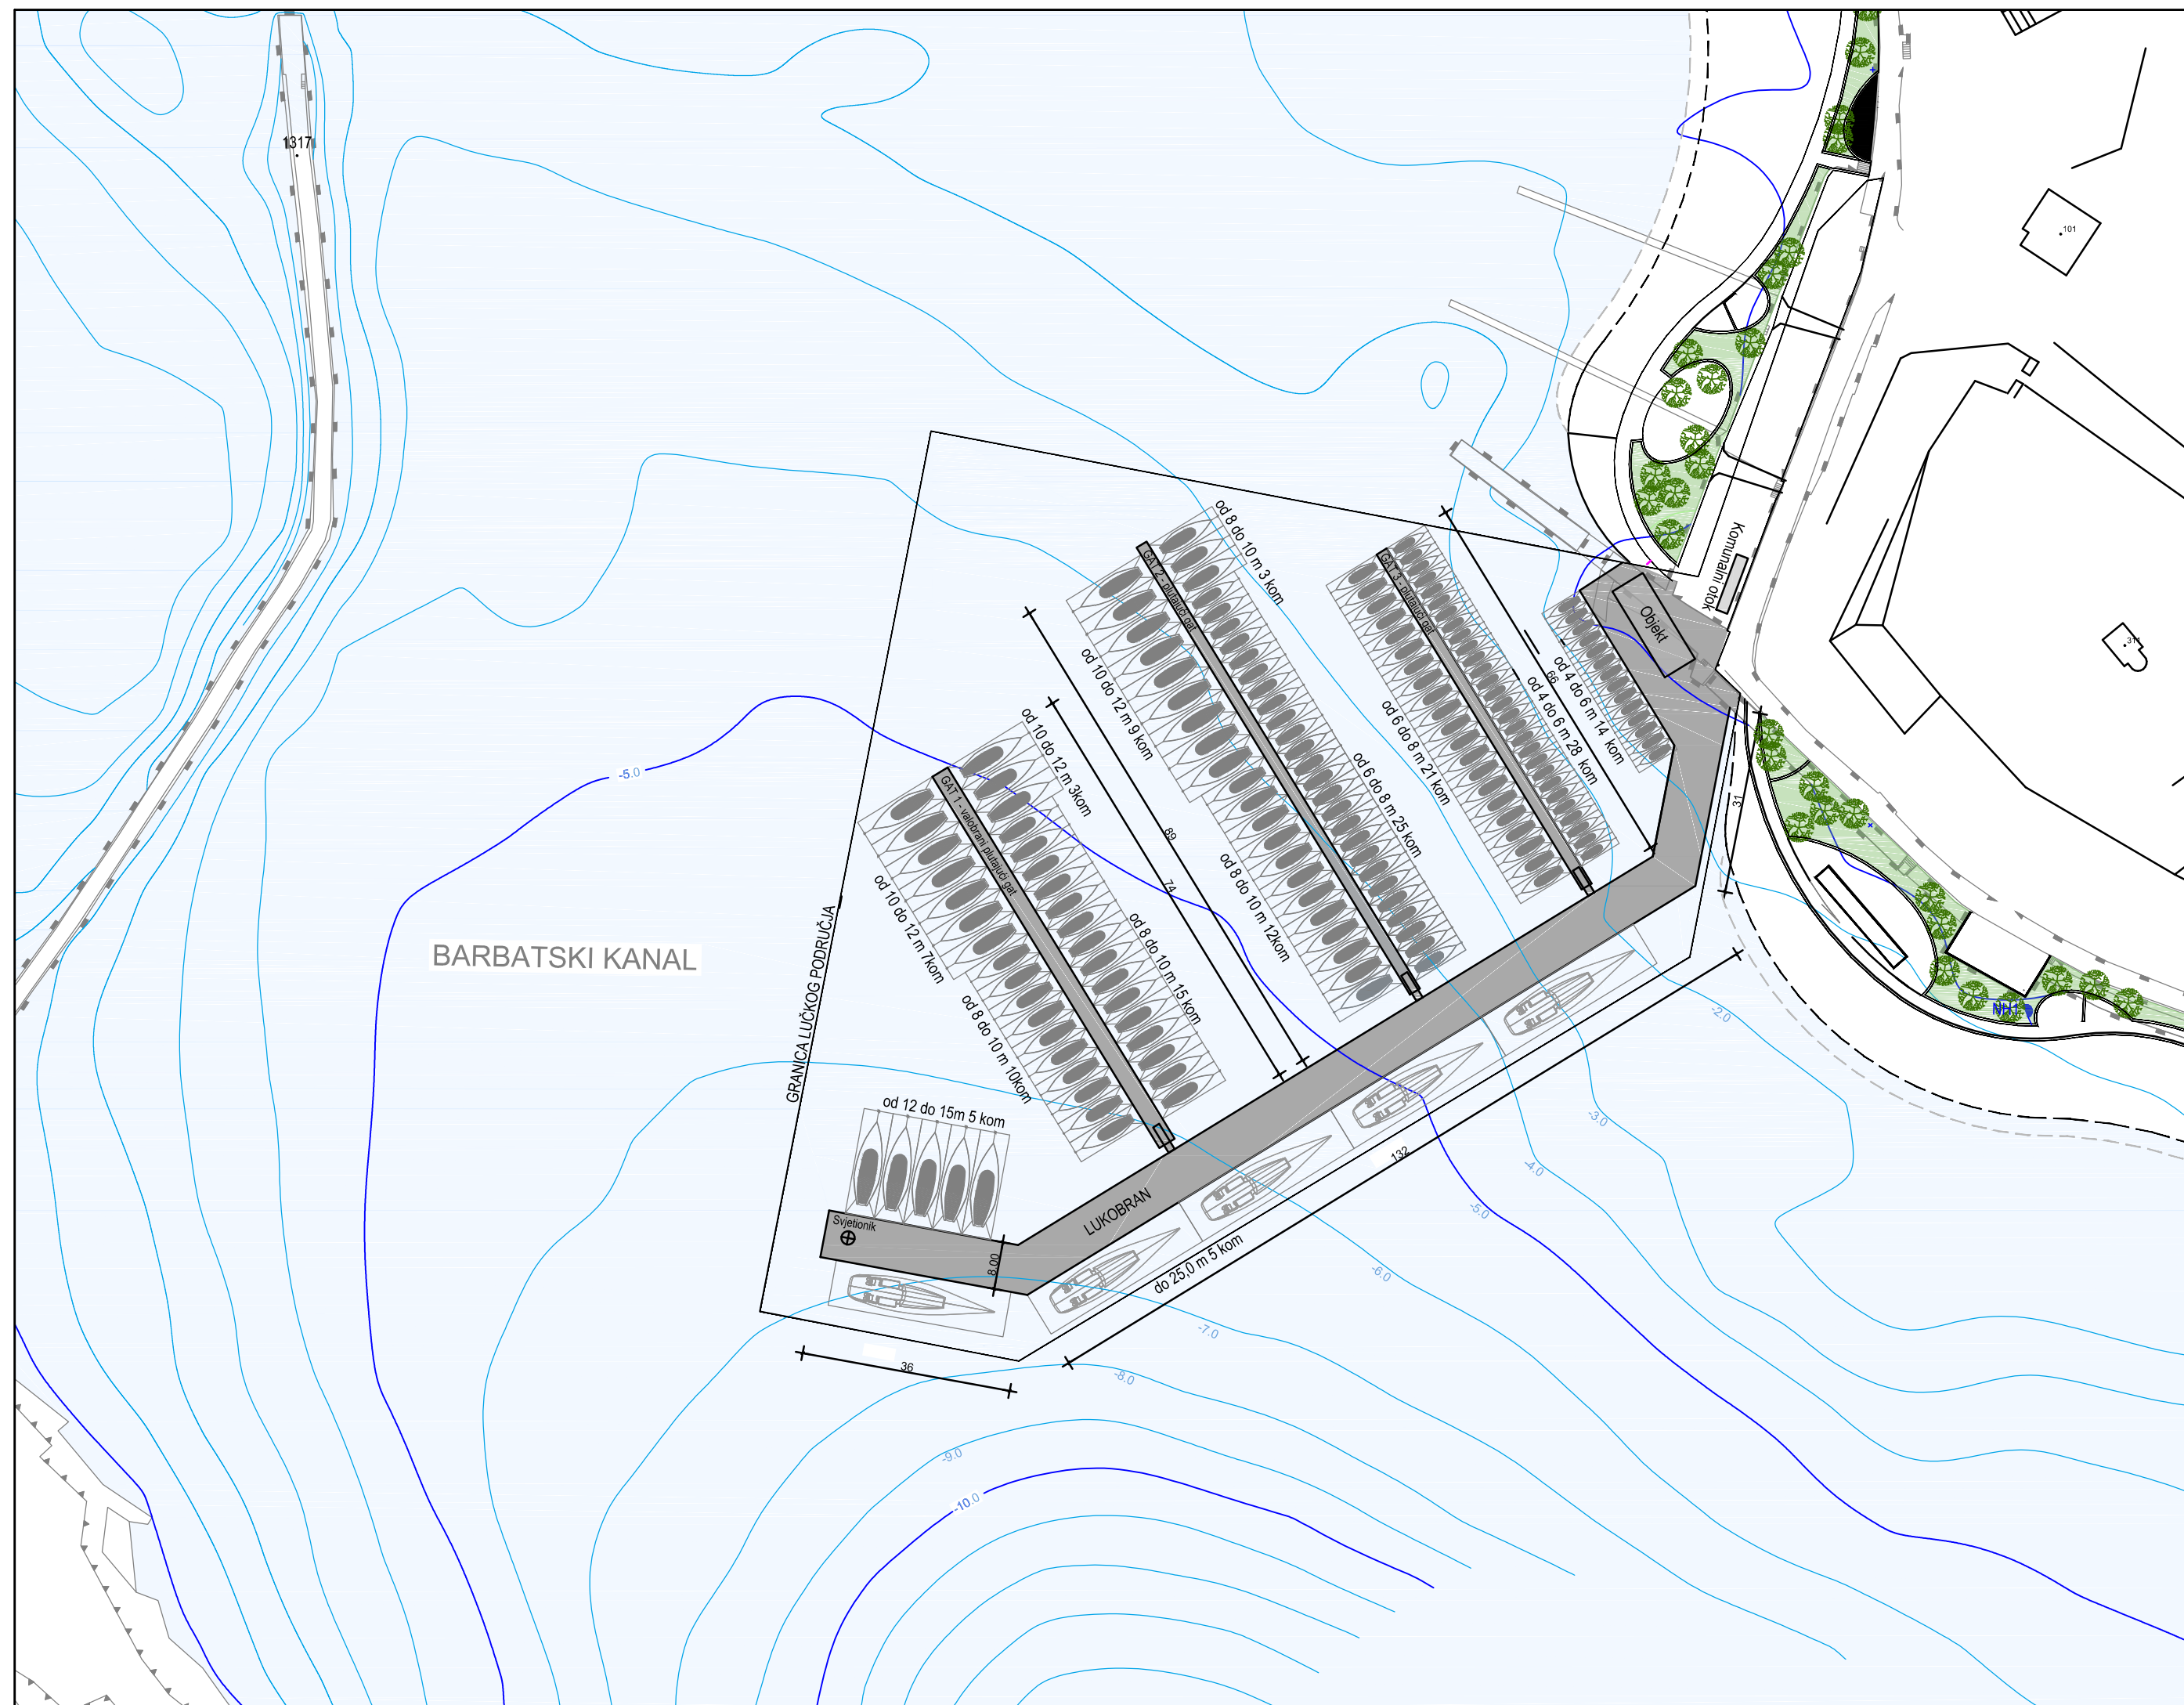 1317
101
311
Komunalni otok
Objekt
od 8 do 10 m 3 kom
GAT 2 - plutajući gat
GAT 3 - plutajući gat
od 10 do 12 m 9 kom
66
od 4 do 6 m 14 kom
od 4 do 6 m 28 kom
od 6 do 8 m 21 kom
od 10 do 12 m 3kom
GAT 1 - valobrani plutajući gat
89
74
od 6 do 8 m 25 kom
31
-5.0
od 8 do 10 m 12kom
od 10 do 12 m 7kom
od 8 do 10 m 15 kom
BARBATSKI KANAL
GRANICA LUČKOG PODRUČJA
od 8 do 10 m 10kom
NH1
-2.0
od 12 do 15m 5 kom
-3.0
132
-4.0
LUKOBRAN
-5.0
Svjetionik
8.00
do 25,0 m 5 kom
-6.0
-7.0
36
-8.0
-9.0
-10.0